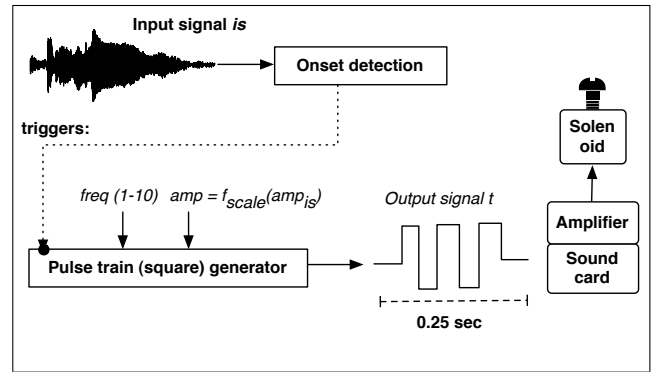 Input signal is
Onset detection
triggers:
Solen
oid
freq (1-10) amp = fscale(ampis)
Output signal t
Amplifier
Pulse train (square) generator
Sound
card
0.25 sec